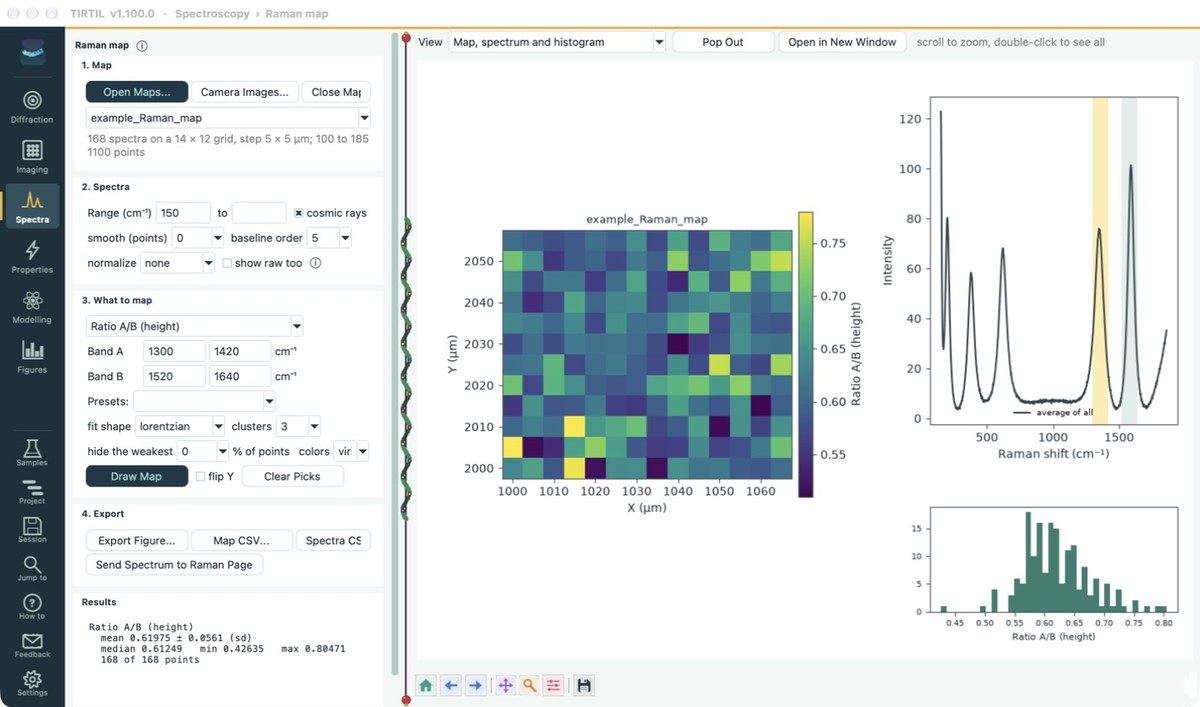 TIRTIL v1.100.0 · Spectroscopy › Raman map
Diffraction
Imaging
Spectra
Properties
Modelling
Figures
Samples
Project
Session
Jump to
How to
Feedback
Settings
Raman map
1. Map
Open Maps... Camera Images... Close Map
example_Raman_map
168 spectra on a 14 × 12 grid, step 5 × 5 µm; 100 to 185
1100 points
2. Spectra
Range (cm⁻¹) 150 to cosmic rays
smooth (points) 0 baseline order 5
normalize none show raw too
3. What to map
Ratio A/B (height)
Band A 1300 1420 cm⁻¹
Band B 1520 1640 cm⁻¹
Presets:
fit shape lorentzian clusters 3
hide the weakest 0 % of points colors vir
Draw Map flip Y Clear Picks
4. Export
Export Figure... Map CSV... Spectra CS
Send Spectrum to Raman Page
Results
Ratio A/B (height)
mean 0.61975 ± 0.0561 (sd)
median 0.61249 min 0.42635 max 0.80471
168 of 168 points
View Map, spectrum and histogram Pop Out Open in New Window scroll to zoom, double-click to see all
example_Raman_map
Y (µm)
2050
2040
2030
2020
2010
2000
1000 1010 1020 1030 1040 1050 1060
X (µm)
0.75
0.70
0.65
0.60
0.55
Ratio A/B (height)
Intensity
120
100
80
60
40
20
0
average of all
500 1000 1500
Raman shift (cm⁻¹)
15
10
5
0
0.45 0.50 0.55 0.60 0.65 0.70 0.75 0.80
Ratio A/B (height)